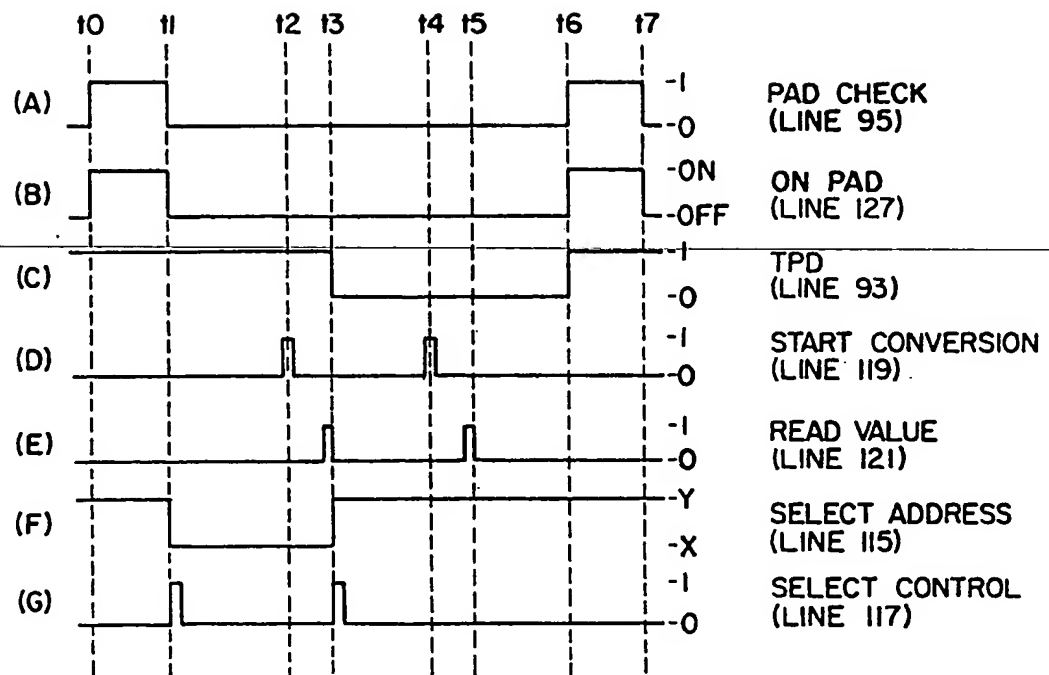 t0 t1 t2 t3 t4 t5 t6 t7
(A) -1 PAD CHECK
-0 (LINE 95)
(B) -ON ON PAD
-OFF (LINE 127)
(C) -1 TPD
-0 (LINE 93)
(D) -1 START CONVERSION
-0 (LINE 119)
(E) -1 READ VALUE
-0 (LINE 121)
(F) -Y SELECT ADDRESS
-X (LINE 115)
(G) -1 SELECT CONTROL
-0 (LINE 117)